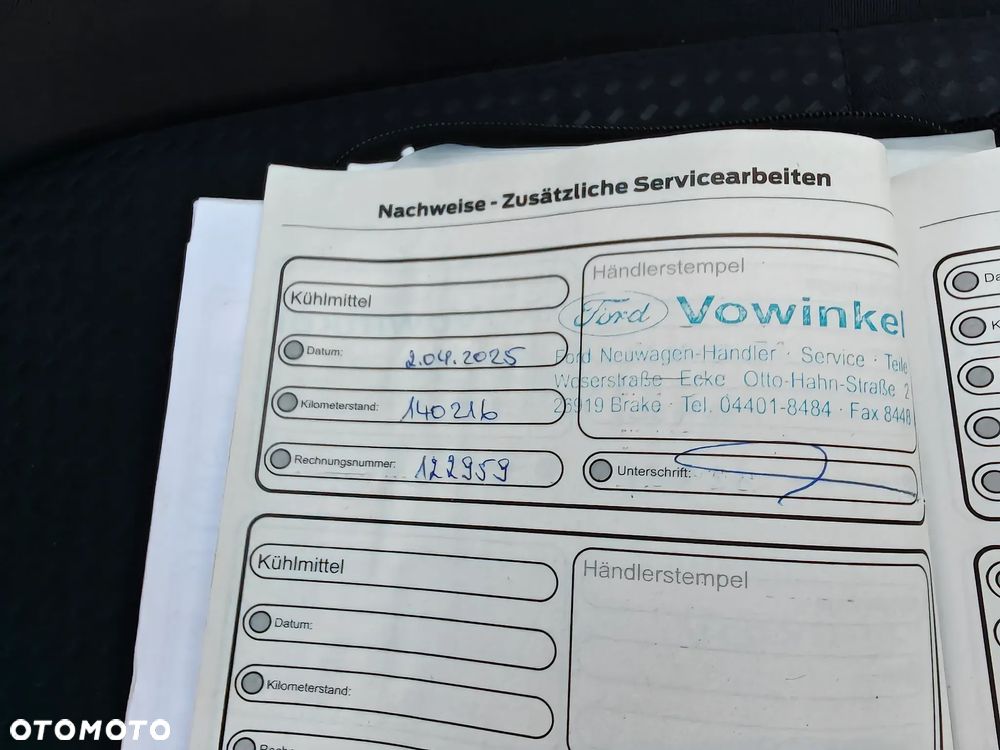 Nachweise - Zusätzliche Servicearbeiten
Kühlmittel
Datum: 2.04.2025
Kilometerstand: 140216
Rechnungsnummer: 122959
Händlerstempel
Ford Vowinkel
Ford Neuwagen-Händler · Service · Teile
Weserstraße Ecke Otto-Hahn-Straße 2
26919 Brake · Tel. 04401-8484 · Fax 8448
Unterschrift:
Kühlmittel
Datum:
Kilometerstand:
Händlerstempel
OTOMOTO